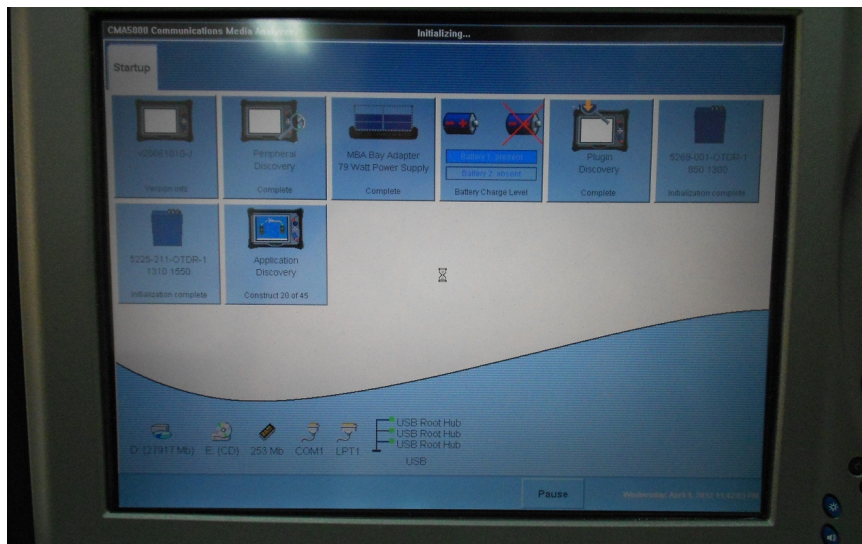 CMA5000 Communications Media
Initializing...
Startup
Peripheral
Discovery
Complete
MBA Bay Adapter
79 Watt Power Supply
Complete
Battery 1: present
Battery 2: absent
Battery Charge Level
Plugin
Discovery
Complete
5269-001-OTDR-1
850 1300
Initialization complete
Version Info
5225-211-OTDR-1
1310 1550
Initialization complete
Application
Discovery
Construct 20 of 45
D: (27911 Mb)
E: (CD)
253 Mb
COM1
LPT1
USB Root Hub
USB Root Hub
USB Root Hub
USB
Pause